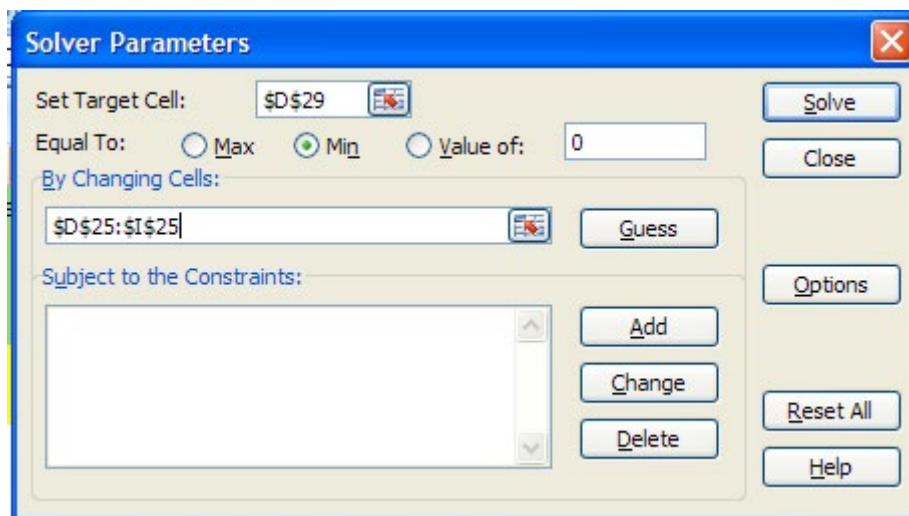 Solver Parameters
Set Target Cell: $D$29
Solve
Equal To: Max Min Value of: 0
Close
By Changing Cells:
$D$25:$I$25
Guess
Subject to the Constraints:
Options
Add
Change
Reset All
Delete
Help